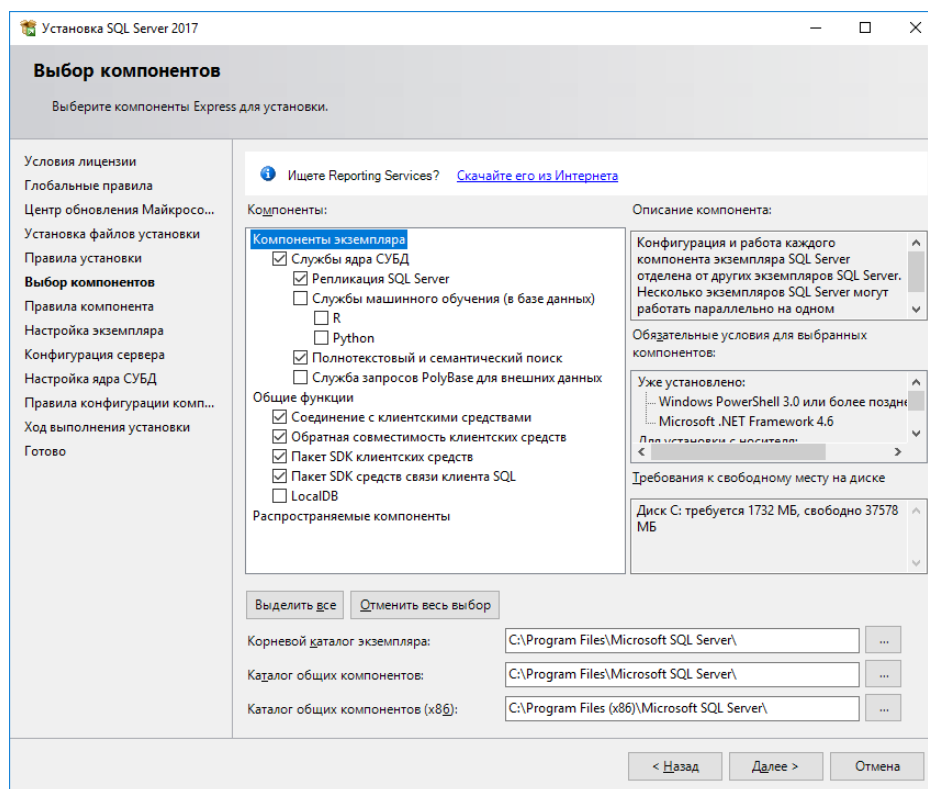 Установка SQL Server 2017
Выбор компонентов
Выберите компоненты Express для установки.
Условия лицензии
Глобальные правила
Центр обновления Майкросо...
Установка файлов установки
Правила установки
Выбор компонентов
Правила компонента
Настройка экземпляра
Конфигурация сервера
Настройка ядра СУБД
Правила конфигурации комп...
Ход выполнения установки
Готово
Ищете Reporting Services? Скачайте его из Интернета
Компоненты:
Компоненты экземпляра
Службы ядра СУБД
Репликация SQL Server
Службы машинного обучения (в базе данных)
R
Python
Полнотекстовый и семантический поиск
Служба запросов PolyBase для внешних данных
Общие функции
Соединение с клиентскими средствами
Обратная совместимость клиентских средств
Пакет SDK клиентских средств
Пакет SDK средств связи клиента SQL
LocalDB
Распространяемые компоненты
Описание компонента:
Конфигурация и работа каждого
компонента экземпляра SQL Server
отделена от других экземпляров SQL Server.
Несколько экземпляров SQL Server могут
работать параллельно на одном
Обязательные условия для выбранных
компонентов:
Уже установлено:
Windows PowerShell 3.0 или более поздне
Microsoft .NET Framework 4.6
Для установки с носителя:
Требования к свободному месту на диске
Диск C: требуется 1732 МБ, свободно 37578
МБ
Выделить все
Отменить весь выбор
Корневой каталог экземпляра:
C:\Program Files\Microsoft SQL Server\
...
Каталог общих компонентов:
C:\Program Files\Microsoft SQL Server\
...
Каталог общих компонентов (x86):
C:\Program Files (x86)\Microsoft SQL Server\
...
< Назад
Далее >
Отмена